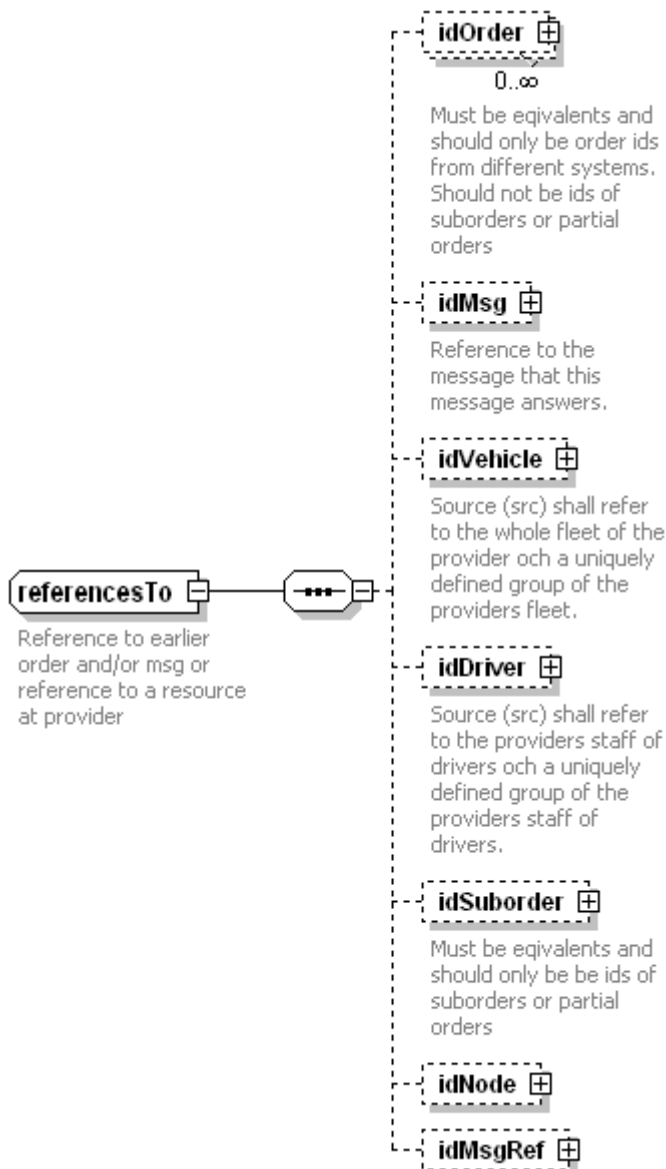 idOrder
0..∞
Must be eqivalents and
should only be order ids
from different systems.
Should not be ids of
suborders or partial
orders
idMsg
Reference to the
message that this
message answers.
idVehicle
Source (src) shall refer
to the whole fleet of the
provider och a uniquely
defined group of the
providers fleet.
referencesTo
Reference to earlier
order and/or msg or
reference to a resource
at provider
idDriver
Source (src) shall refer
to the providers staff of
drivers och a uniquely
defined group of the
providers staff of
drivers.
idSuborder
Must be eqivalents and
should only be be ids of
suborders or partial
orders
idNode
idMsgRef